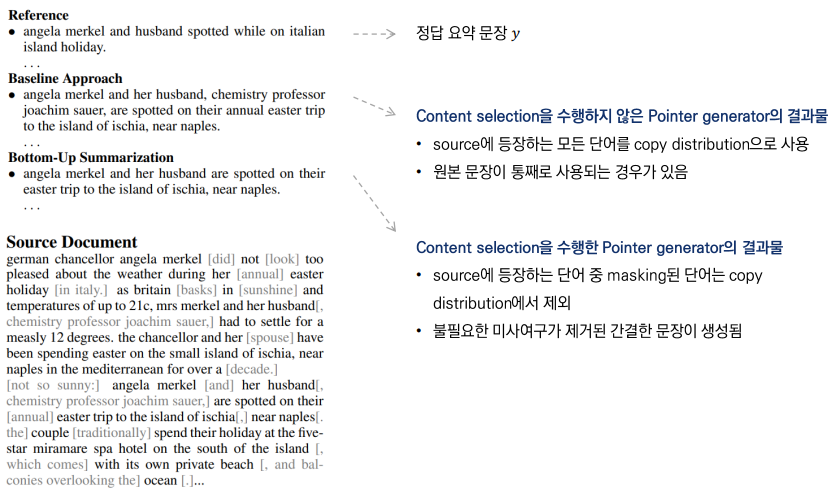 Reference
• angela merkel and husband spotted while on italian
island holiday.
. . .
Baseline Approach
• angela merkel and her husband, chemistry professor
joachim sauer, are spotted on their annual easter trip
to the island of ischia, near naples.
. . .
Bottom-Up Summarization
• angela merkel and her husband are spotted on their
easter trip to the island of ischia, near naples.
. . .
Source Document
german chancellor angela merkel [did] not [look] too
pleased about the weather during her [annual] easter
holiday [in italy.] as britain [basks] in [sunshine] and
temperatures of up to 21c, mrs merkel and her husband[,
chemistry professor joachim sauer,] had to settle for a
measly 12 degrees. the chancellor and her [spouse] have
been spending easter on the small island of ischia, near
naples in the mediterranean for over a [decade.]
[not so sunny:] angela merkel [and] her husband[,
chemistry professor joachim sauer,] are spotted on their
[annual] easter trip to the island of ischia[,] near naples[.
the] couple [traditionally] spend their holiday at the five-
star miramare spa hotel on the south of the island [,
which comes] with its own private beach [, and bal-
conies overlooking the] ocean [.]...
정답 요약 문장 y
Content selection을 수행하지 않은 Pointer generator의 결과물
• source에 등장하는 모든 단어를 copy distribution으로 사용
• 원본 문장이 통째로 사용되는 경우가 있음
Content selection을 수행한 Pointer generator의 결과물
• source에 등장하는 단어 중 masking된 단어는 copy
distribution에서 제외
• 불필요한 미사여구가 제거된 간결한 문장이 생성됨